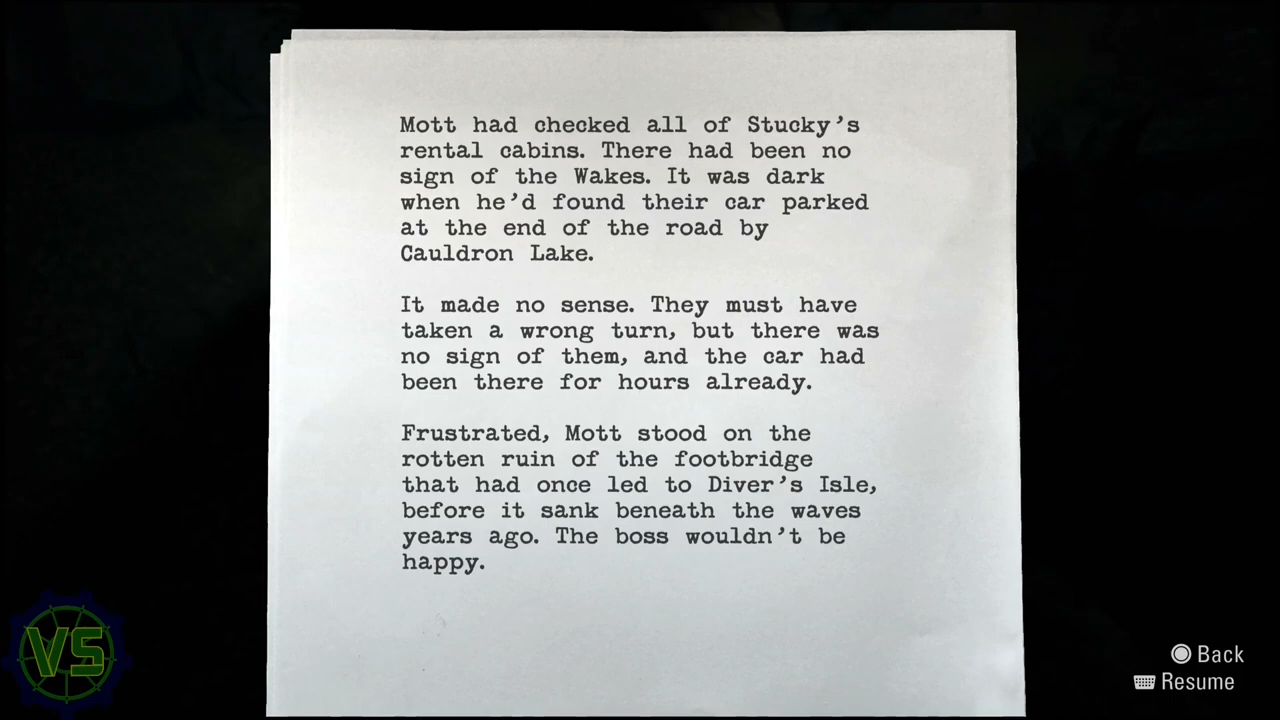 Mott had checked all of Stucky's
rental cabins. There had been no
sign of the Wakes. It was dark
when he'd found their car parked
at the end of the road by
Cauldron Lake.
It made no sense. They must have
taken a wrong turn, but there was
no sign of them, and the car had
been there for hours already.
Frustrated, Mott stood on the
rotten ruin of the footbridge
that had once led to Diver's Isle,
before it sank beneath the waves
years ago. The boss wouldn't be
happy.
VS
Back
Resume